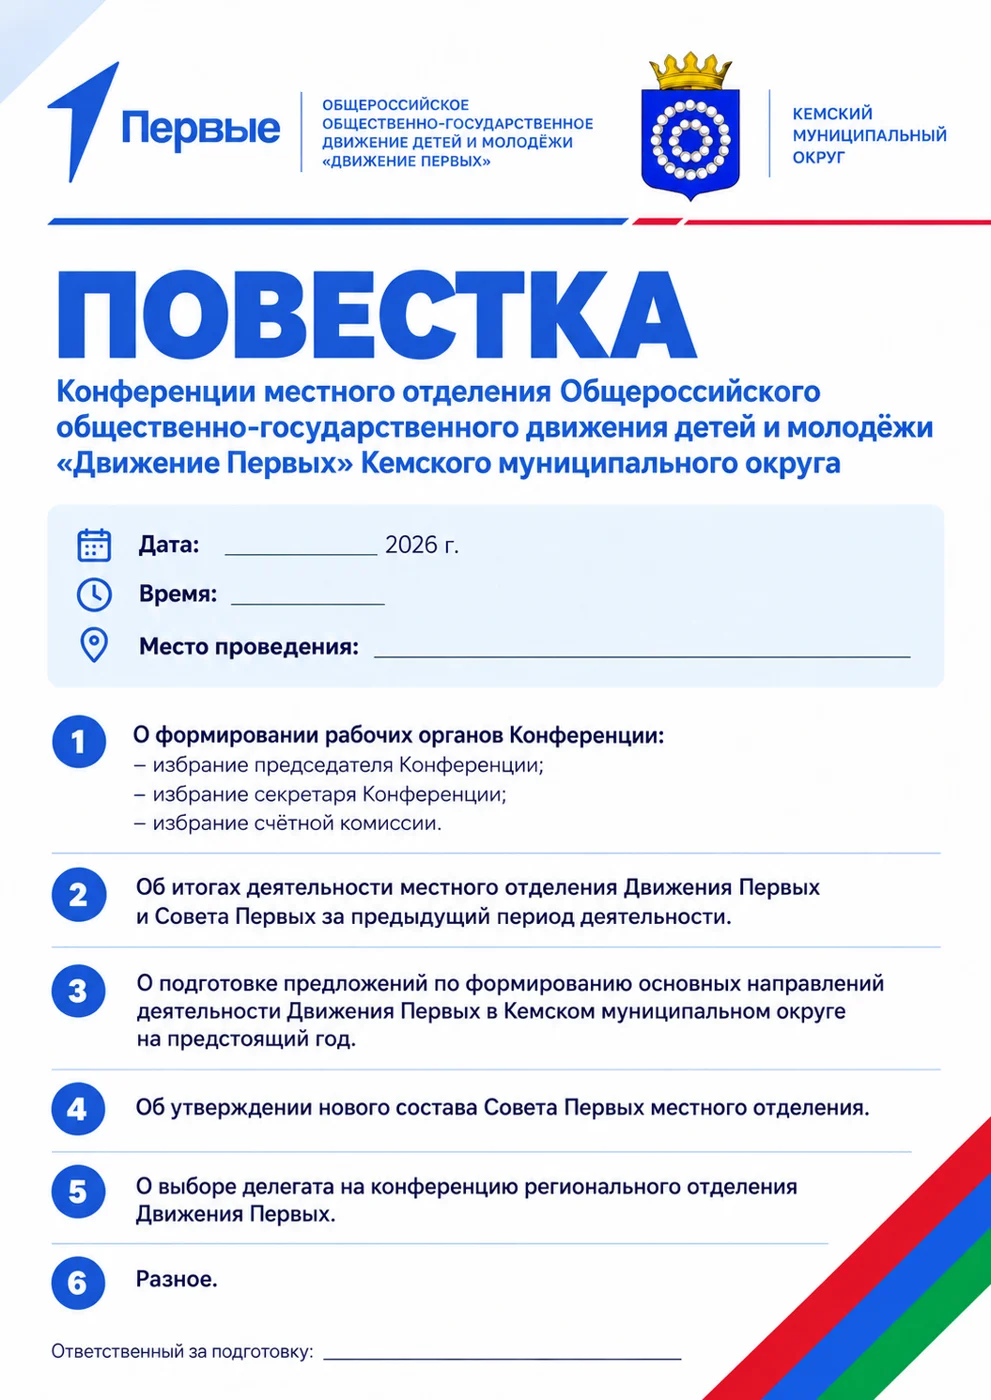 Первые
ОБЩЕРОССИЙСКОЕ
ОБЩЕСТВЕННО-ГОСУДАРСТВЕННОЕ
ДВИЖЕНИЕ ДЕТЕЙ И МОЛОДЁЖИ
«ДВИЖЕНИЕ ПЕРВЫХ»
КЕМСКИЙ
МУНИЦИПАЛЬНЫЙ
ОКРУГ
ПОВЕСТКА
Конференции местного отделения Общероссийского
общественно-государственного движения детей и молодёжи
«Движение Первых» Кемского муниципального округа
Дата: ____________ 2026 г.
Время: ____________
Место проведения: ____________
1 О формировании рабочих органов Конференции:
– избрание председателя Конференции;
– избрание секретаря Конференции;
– избрание счётной комиссии.
2 Об итогах деятельности местного отделения Движения Первых
и Совета Первых за предыдущий период деятельности.
3 О подготовке предложений по формированию основных направлений
деятельности Движения Первых в Кемском муниципальном округе
на предстоящий год.
4 Об утверждении нового состава Совета Первых местного отделения.
5 О выборе делегата на конференцию регионального отделения
Движения Первых.
6 Разное.
Ответственный за подготовку: ____________